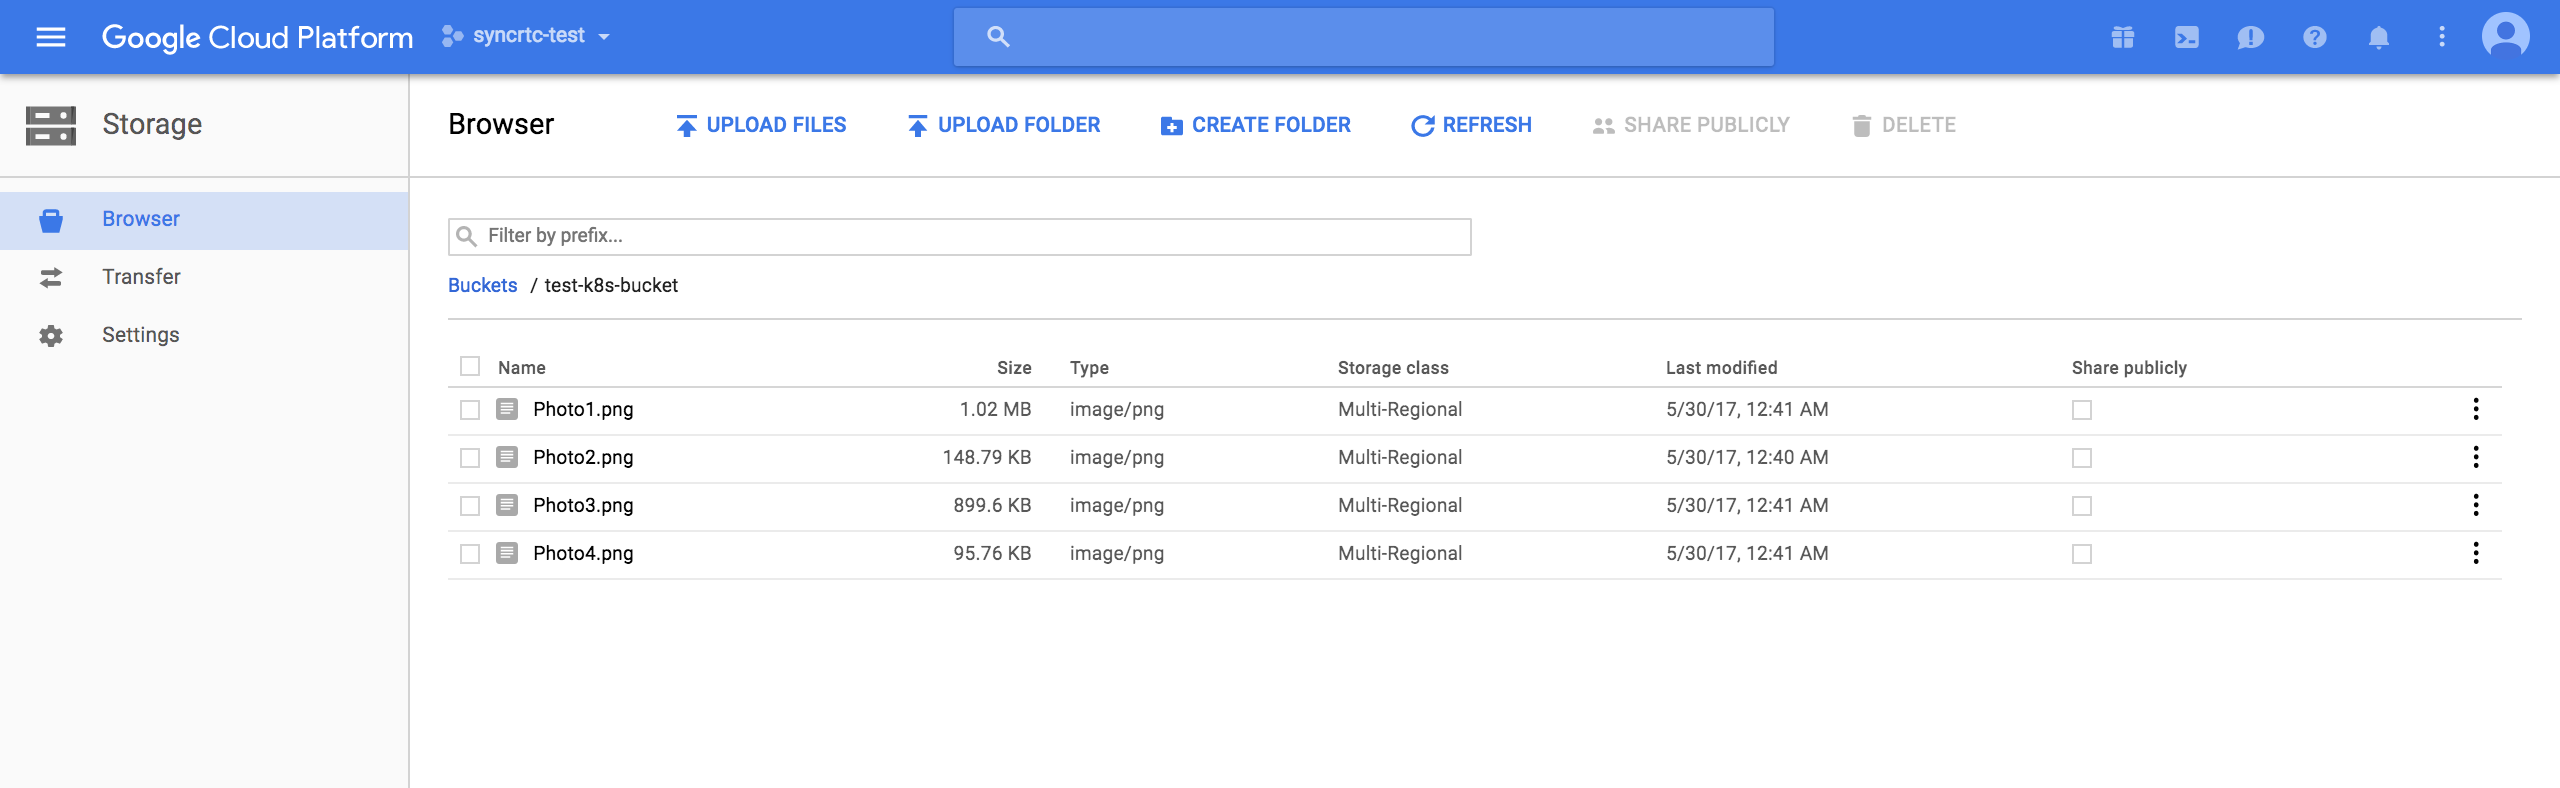 Google Cloud Platform syncrtc-test
Storage
Browser UPLOAD FILES UPLOAD FOLDER CREATE FOLDER REFRESH SHARE PUBLICLY DELETE
Browser
Transfer
Settings
Filter by prefix...
Buckets / test-k8s-bucket
Name Size Type Storage class Last modified Share publicly
Photo1.png 1.02 MB image/png Multi-Regional 5/30/17, 12:41 AM
Photo2.png 148.79 KB image/png Multi-Regional 5/30/17, 12:40 AM
Photo3.png 899.6 KB image/png Multi-Regional 5/30/17, 12:41 AM
Photo4.png 95.76 KB image/png Multi-Regional 5/30/17, 12:41 AM